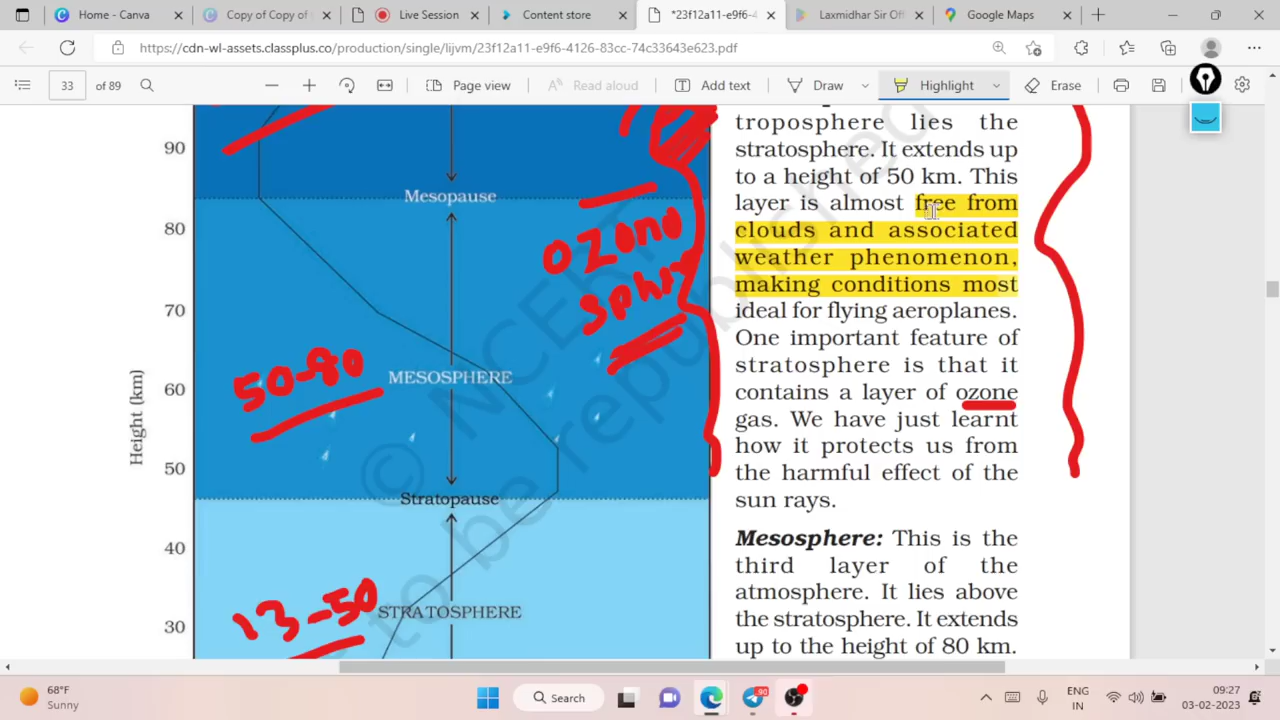 Home - Canva
Copy of Copy of
Live Session
Content store
*23f12a11-e9f6-4
Laxmidhar Sir Off
Google Maps
https://cdn-wl-assets.classplus.co/production/single/lijvm/23f12a11-e9f6-4126-83cc-74c33643e623.pdf
33 of 89
Page view
Read aloud
Add text
Draw
Highlight
Erase
90
Mesopause
80
70
60
50
40
30
Height (km)
MESOSPHERE
Stratopause
STRATOSPHERE
ozono
50-80
13-50
© NCERT
to be republished
troposphere lies the
stratosphere. It extends up
to a height of 50 km. This
layer is almost free from
clouds and associated
weather phenomenon,
making conditions most
ideal for flying aeroplanes.
One important feature of
stratosphere is that it
contains a layer of ozone
gas. We have just learnt
how it protects us from
the harmful effect of the
sun rays.
Mesosphere: This is the
third layer of the
atmosphere. It lies above
the stratosphere. It extends
up to the height of 80 km.
68°F
Sunny
Search
90
ENG
IN
09:27
03-02-2023